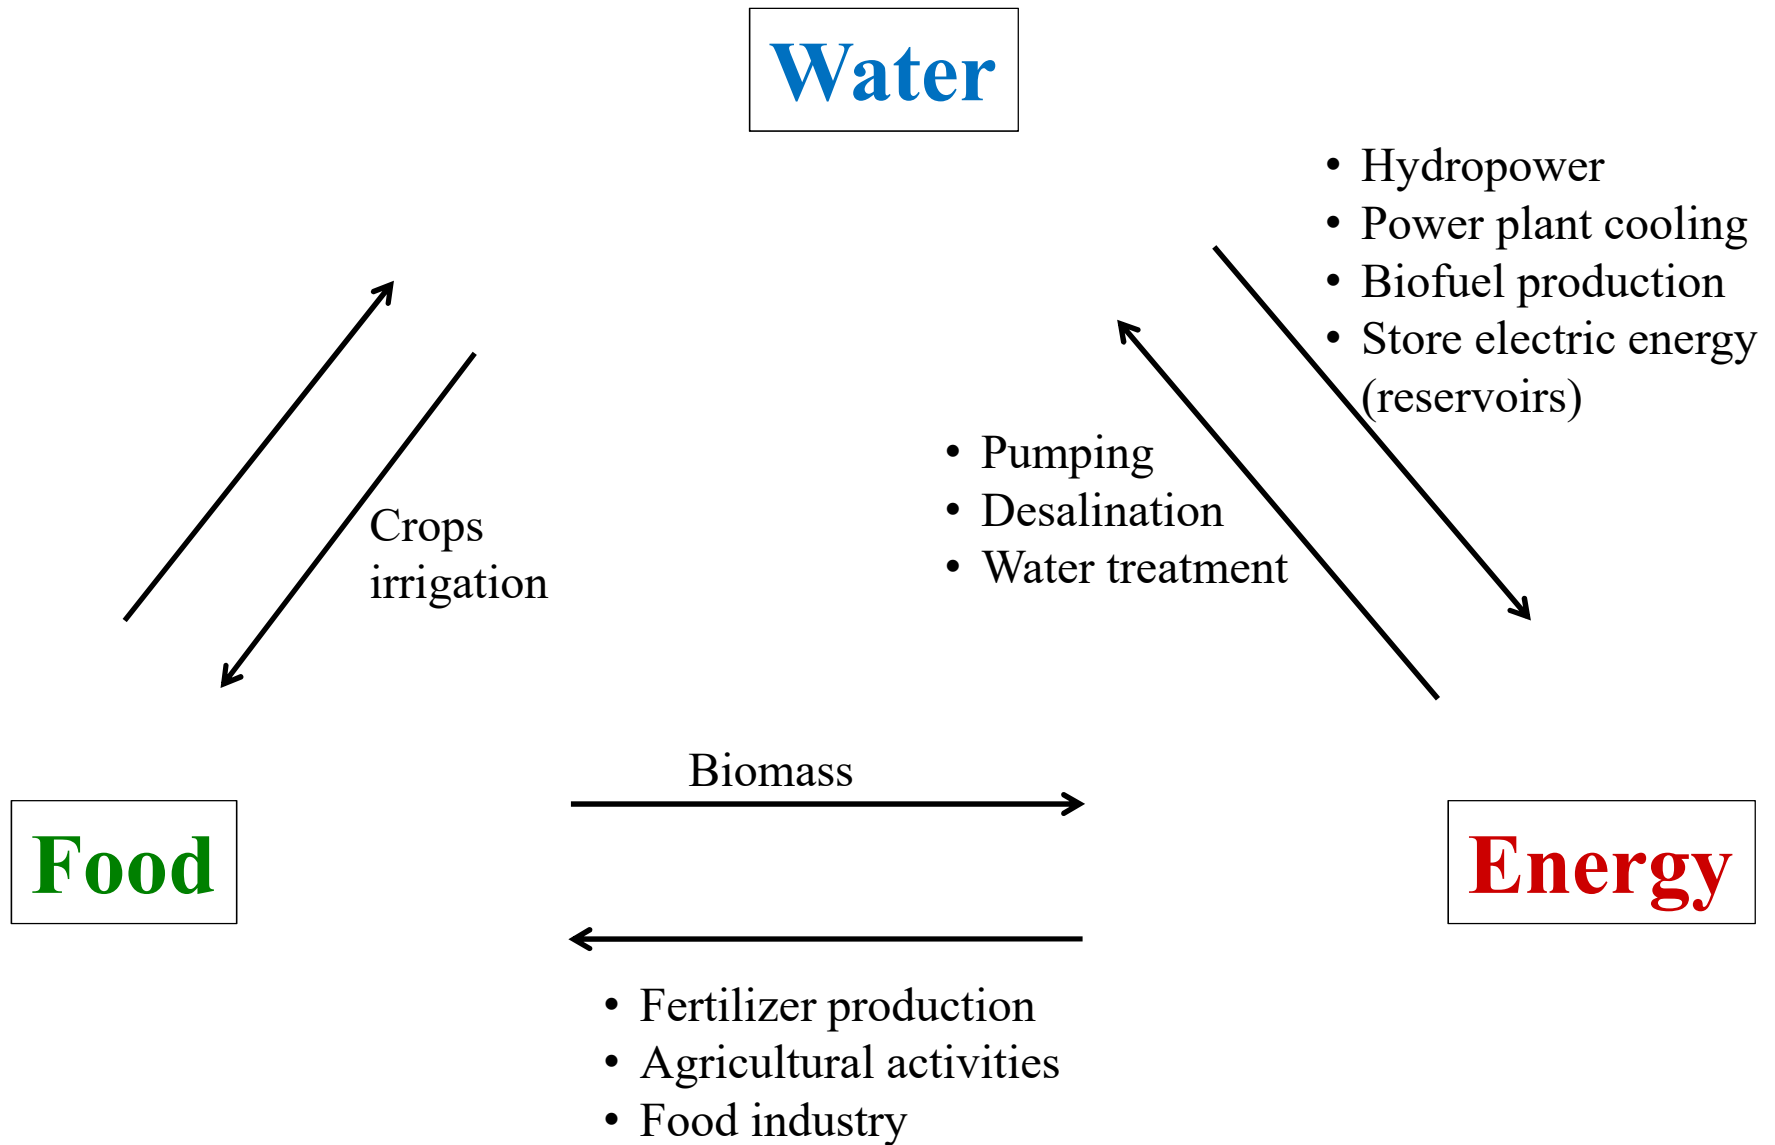 Water
• Hydropower
• Power plant cooling
• Biofuel production
• Store electric energy
(reservoirs)
• Pumping
• Desalination
• Water treatment
Crops
irrigation
Biomass
Food
Energy
• Fertilizer production
• Agricultural activities
• Food industry